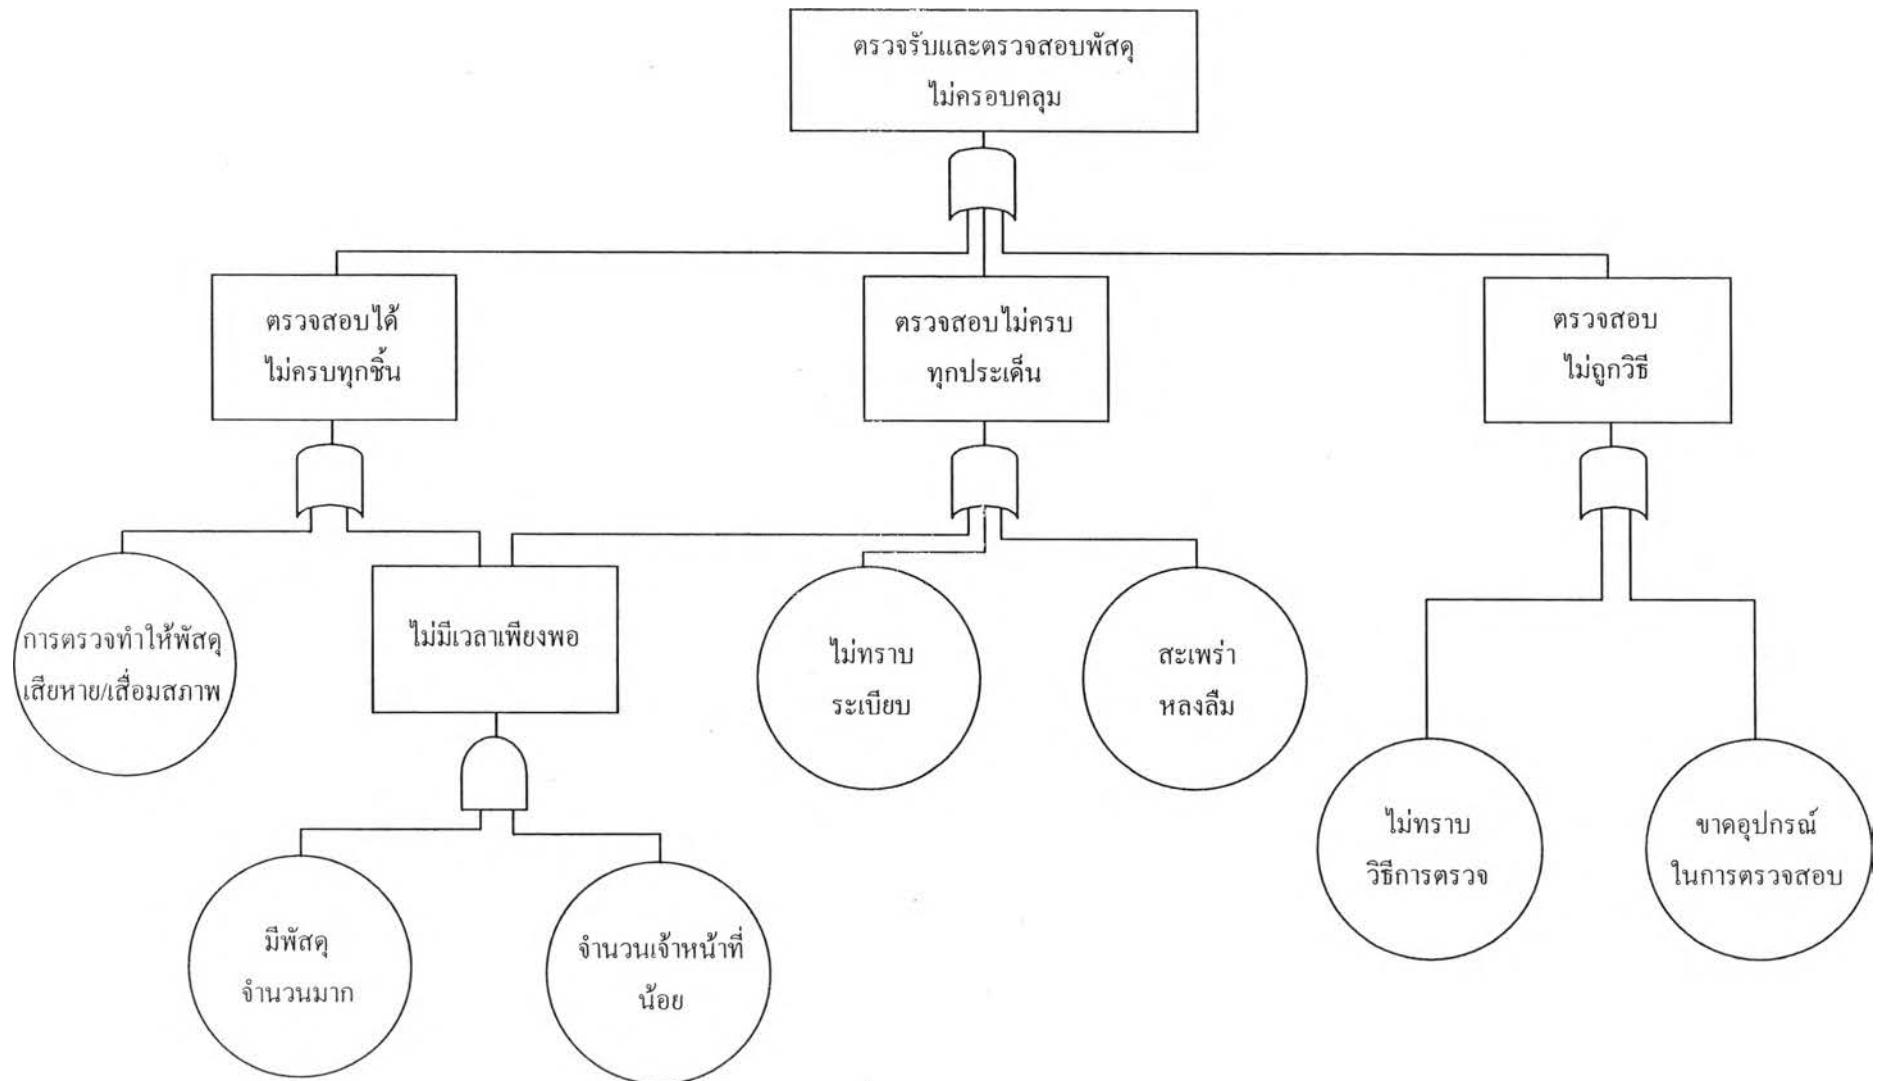 ตรวจรับและตรวจสอบพัสดุ
ไม่ครอบคลุม
ตรวจสอบได้
ไม่ครบทุกชิ้น
ตรวจสอบไม่ครบ
ทุกประเด็น
ตรวจสอบ
ไม่ถูกวิธี
การตรวจทำให้พัสดุ
เสียหาย/เสื่อมสภาพ
ไม่มีเวลาเพียงพอ
ไม่ทราบ
ระเบียบ
สะเพร่า
หลงลืม
ไม่ทราบ
วิธีการตรวจ
ขาดอุปกรณ์
ในการตรวจสอบ
มีพัสดุ
จำนวนมาก
จำนวนเจ้าหน้าที่
น้อย